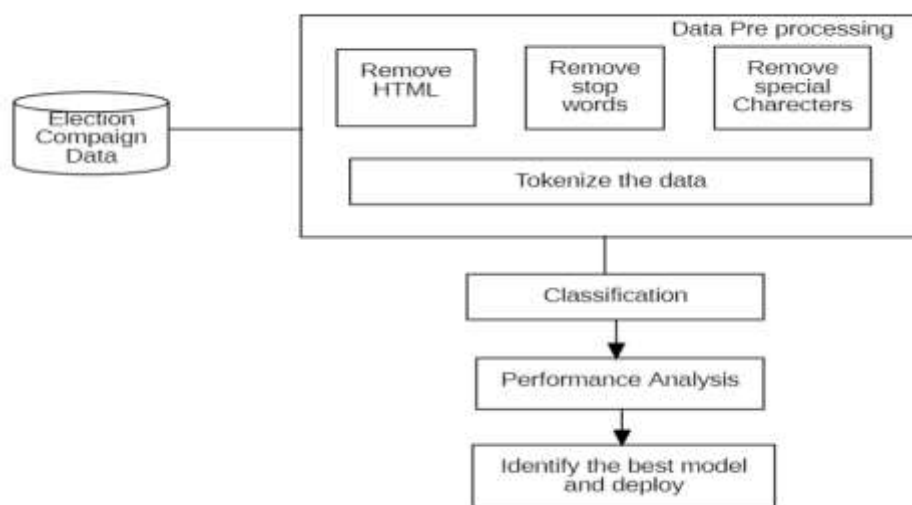 Data Pre processing
Remove
HTML
Remove
stop
words
Remove
special
Charecters
Election
Compaign
Data
Tokenize the data
Classification
Performance Analysis
Identify the best model
and deploy